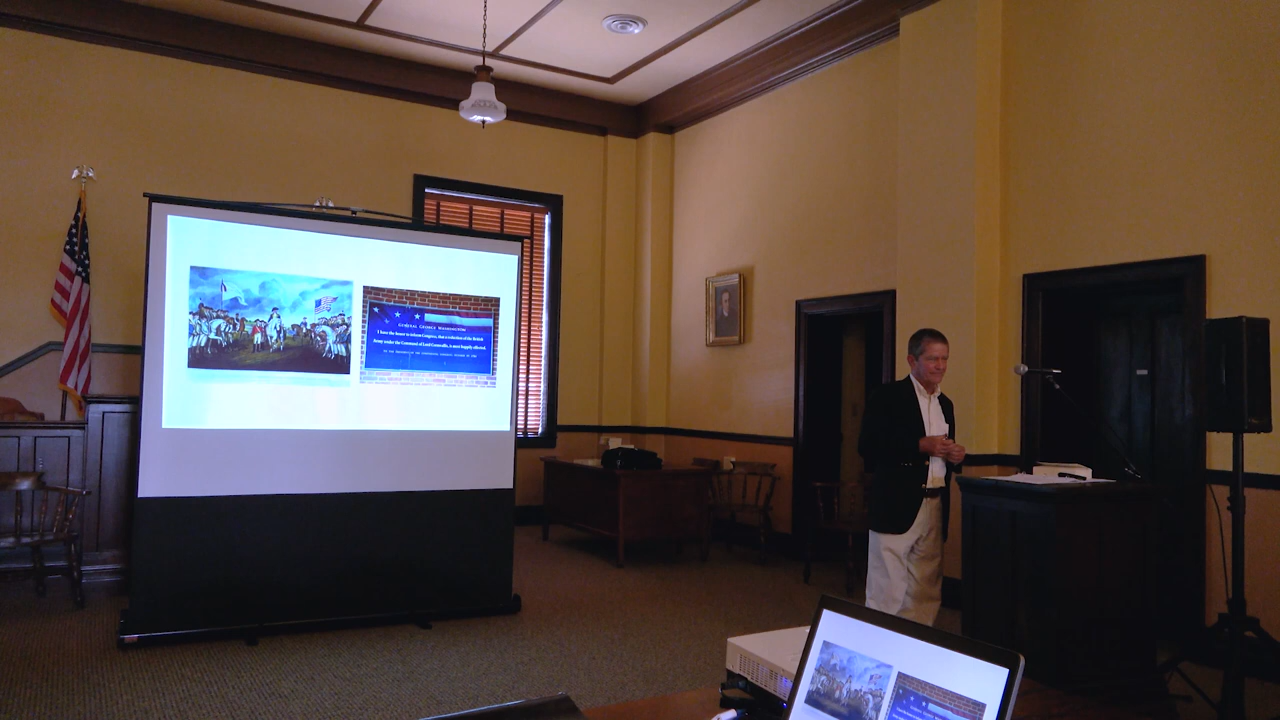 General George Washington
I have the honor to inform Congress, that a reduction of the British
Army under the Command of Lord Cornwallis, is most happily effected.